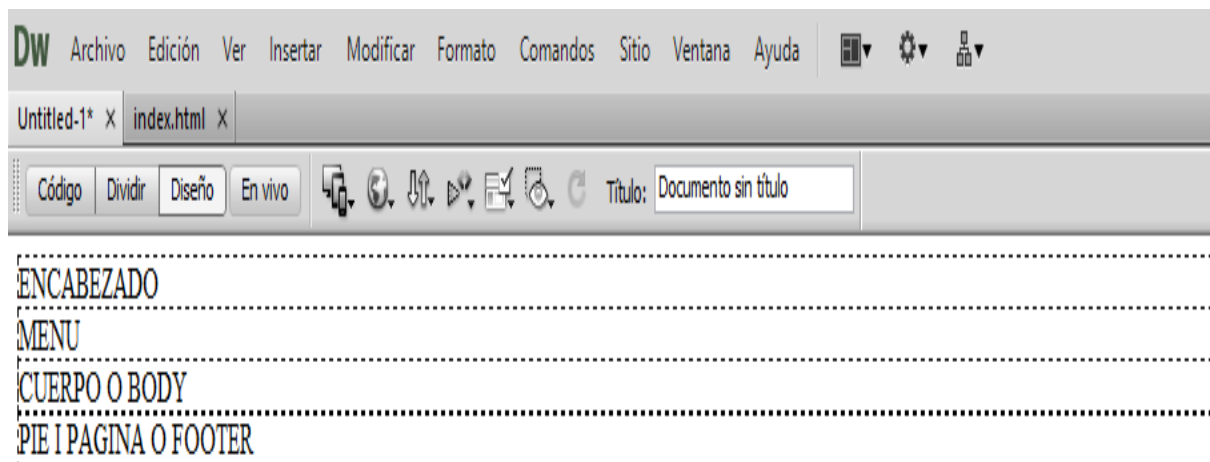 Dw Archivo Edición Ver Insertar Modificar Formato Comandos Sitio Ventana Ayuda
Untitled-1* × index.html ×
Código Dividir Diseño En vivo Título: Documento sin título
ENCABEZADO
MENU
CUERPO O BODY
PIE I PAGINA O FOOTER